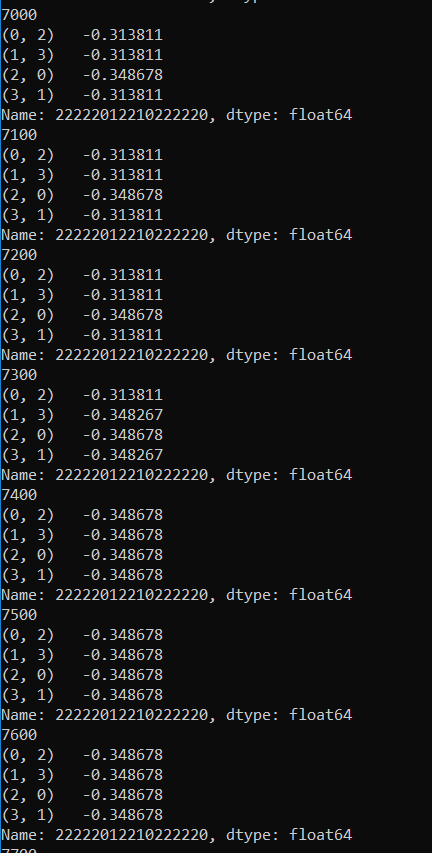 7000
(0, 2)   -0.313811
(1, 3)   -0.313811
(2, 0)   -0.348678
(3, 1)   -0.313811
Name: 22222012210222220, dtype: float64
7100
(0, 2)   -0.313811
(1, 3)   -0.313811
(2, 0)   -0.348678
(3, 1)   -0.313811
Name: 22222012210222220, dtype: float64
7200
(0, 2)   -0.313811
(1, 3)   -0.313811
(2, 0)   -0.348678
(3, 1)   -0.313811
Name: 22222012210222220, dtype: float64
7300
(0, 2)   -0.313811
(1, 3)   -0.348267
(2, 0)   -0.348678
(3, 1)   -0.348267
Name: 22222012210222220, dtype: float64
7400
(0, 2)   -0.348678
(1, 3)   -0.348678
(2, 0)   -0.348678
(3, 1)   -0.348678
Name: 22222012210222220, dtype: float64
7500
(0, 2)   -0.348678
(1, 3)   -0.348678
(2, 0)   -0.348678
(3, 1)   -0.348678
Name: 22222012210222220, dtype: float64
7600
(0, 2)   -0.348678
(1, 3)   -0.348678
(2, 0)   -0.348678
(3, 1)   -0.348678
Name: 22222012210222220, dtype: float64